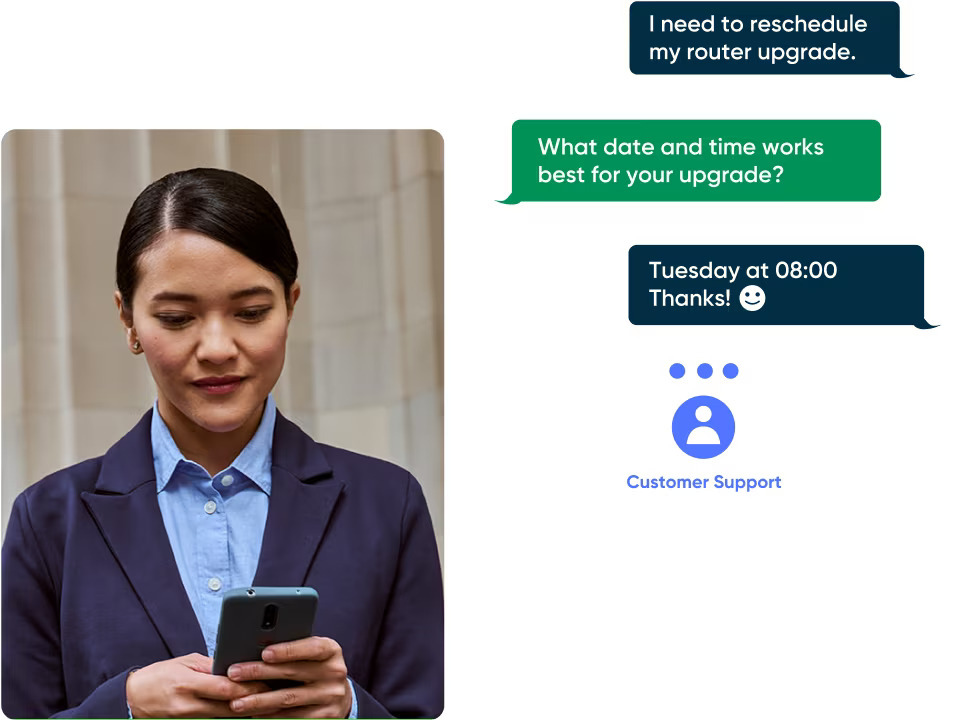 I need to reschedule
my router upgrade.
What date and time works
best for your upgrade?
Tuesday at 08:00
Thanks!
Customer Support